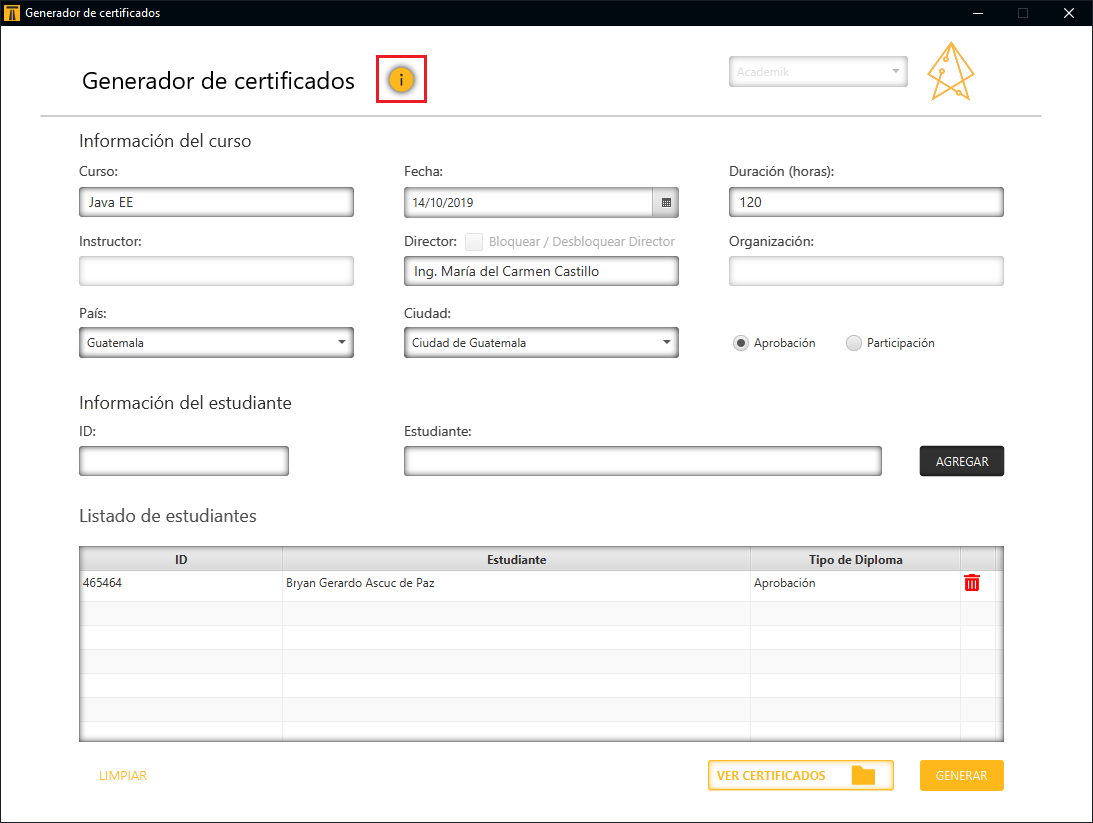 Generador de certificados
Generador de certificados
i
Academik
Información del curso
Curso:
Fecha:
Duración (horas):
Java EE
14/10/2019
120
Instructor:
Director:
Bloquear / Desbloquear Director
Organización:
Ing. María del Carmen Castillo
País:
Ciudad:
Guatemala
Ciudad de Guatemala
Aprobación
Participación
Información del estudiante
ID:
Estudiante:
AGREGAR
Listado de estudiantes
ID Estudiante Tipo de Diploma
465464 Bryan Gerardo Ascuc de Paz Aprobación
LIMPIAR
VER CERTIFICADOS
GENERAR